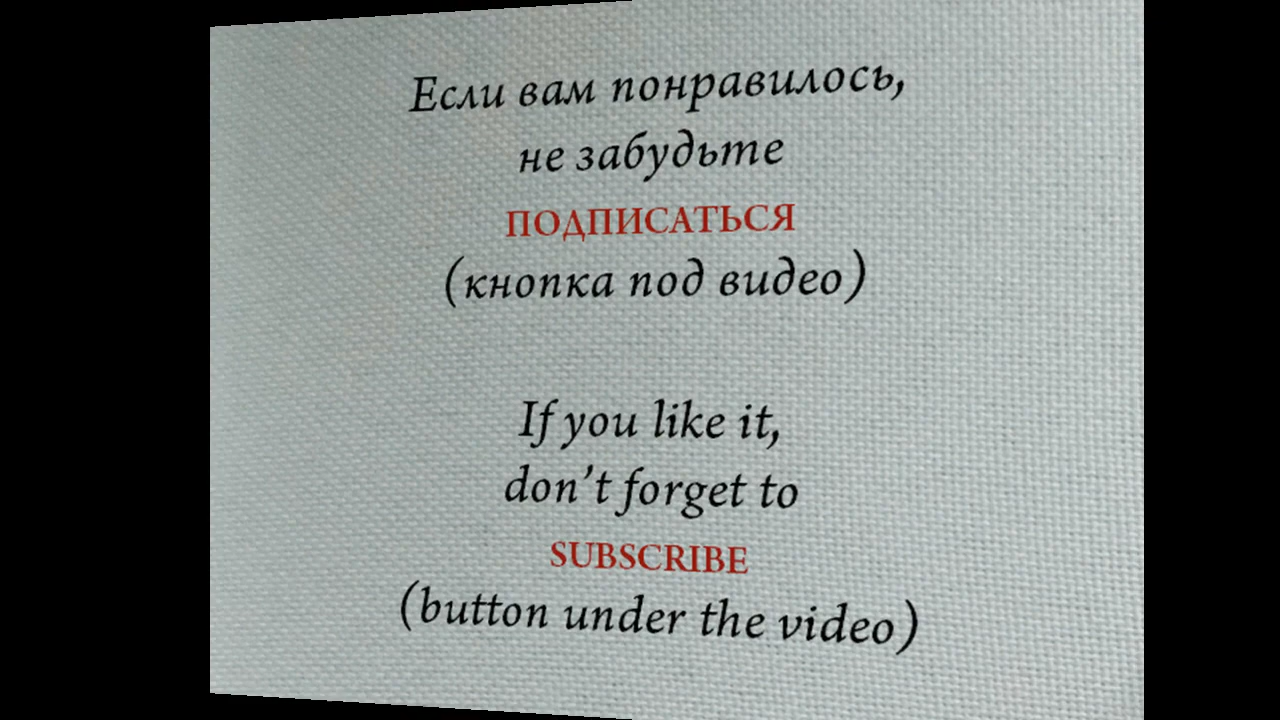 Если вам понравилось,
не забудьте
ПОДПИСАТЬСЯ
(кнопка под видео)
If you like it,
don't forget to
SUBSCRIBE
(button under the video)